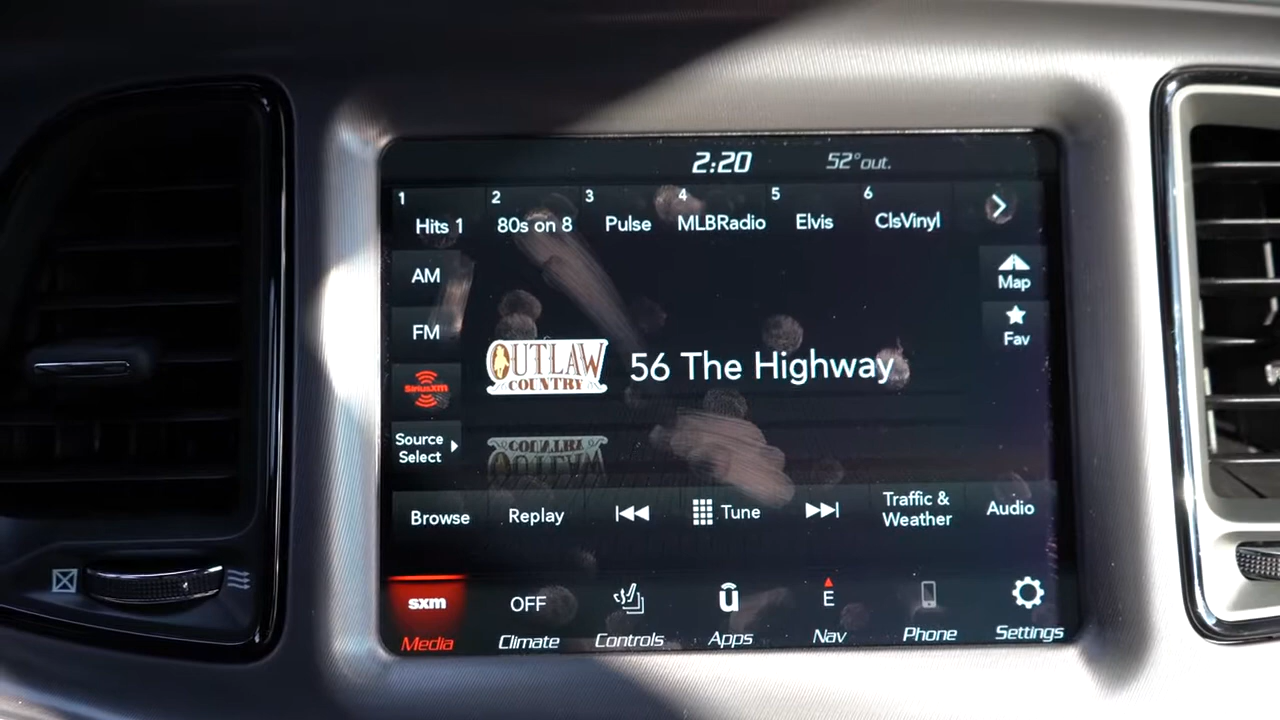 2:20 52°out.
1 2 3 4 5 6
Hits 1 80s on 8 Pulse MLBRadio Elvis ClsVinyl
AM
Map
FM
Fav
OUTLAW
COUNTRY
56 The Highway
SiriusXM
Source
Select
Browse Replay Tune Traffic &
Weather
Audio
sxm OFF E
Media Climate Controls Apps Nav Phone Settings